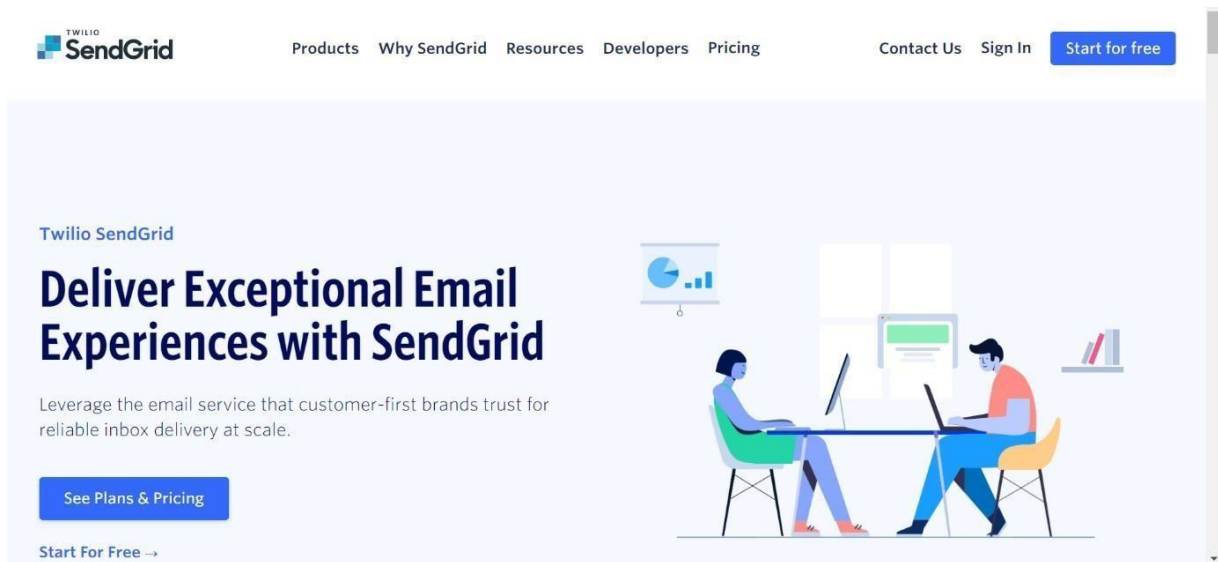 TWILIO
SendGrid
Products Why SendGrid Resources Developers Pricing Contact Us Sign In Start for free
Twilio SendGrid
Deliver Exceptional Email
Experiences with SendGrid
Leverage the email service that customer-first brands trust for
reliable inbox delivery at scale.
See Plans & Pricing
Start For Free →